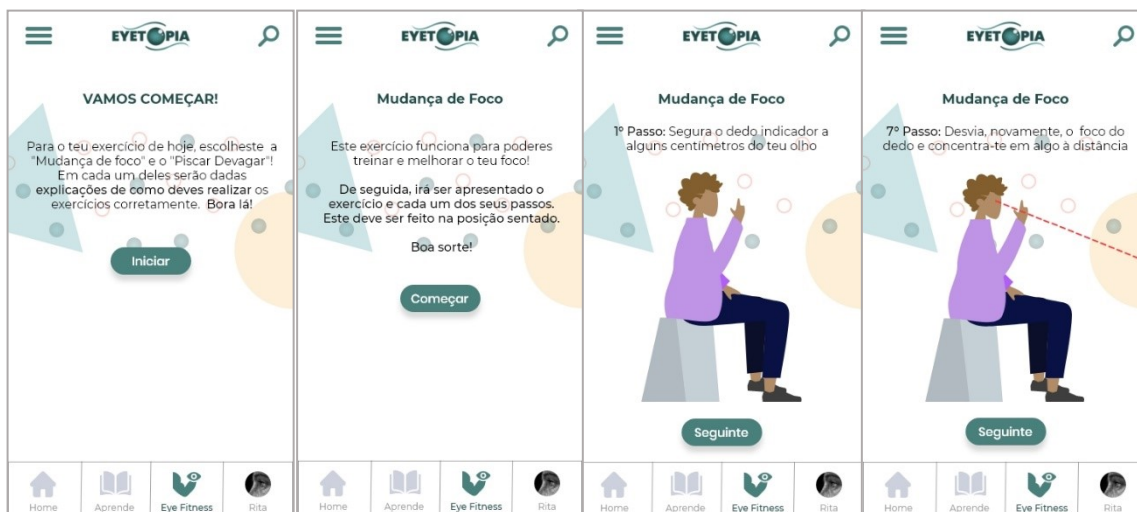 EYETOPIA
VAMOS COMEÇAR!
Para o teu exercício de hoje, escolheste a
"Mudança de foco" e o "Piscar Devagar"!
Em cada um deles serão dadas
explicações de como deves realizar os
exercícios corretamente. Bora lá!
Iniciar
Home
Aprende
Eye Fitness
Rita
EYETOPIA
Mudança de Foco
Este exercício funciona para poderes
treinar e melhorar o teu foco!
De seguida, irá ser apresentado o
exercício e cada um dos seus passos.
Este deve ser feito na posição sentado.
Boa sorte!
Começar
Home
Aprende
Eye Fitness
Rita
EYETOPIA
Mudança de Foco
1º Passo: Segura o dedo indicador a
alguns centímetros do teu olho
Seguinte
Home
Aprende
Eye Fitness
Rita
EYETOPIA
Mudança de Foco
7º Passo: Desvia, novamente, o foco do
dedo e concentra-te em algo à distância
Seguinte
Home
Aprende
Eye Fitness
Rita